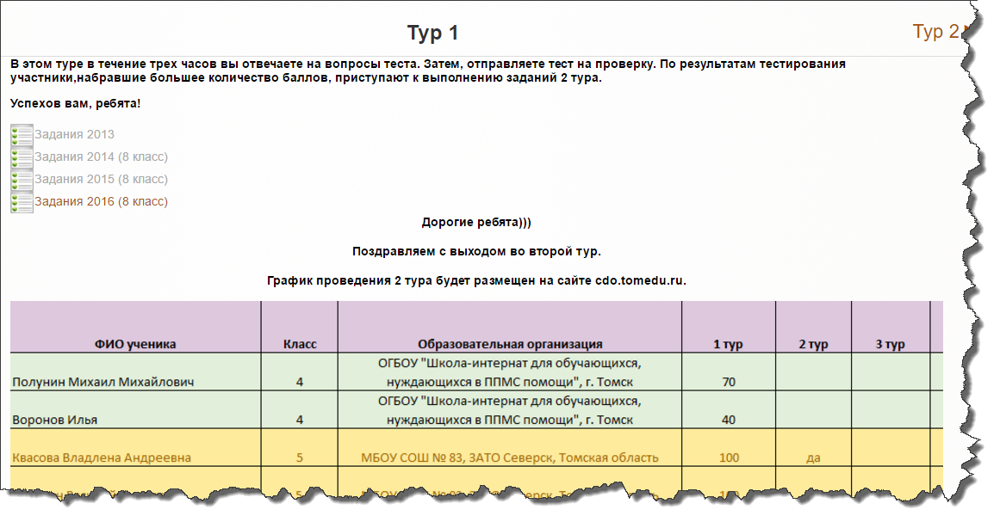 Тур 1
Тур 2
В этом туре в течение трех часов вы отвечаете на вопросы теста. Затем, отправляете тест на проверку. По результатам тестирования
участники,набравшие большее количество баллов, приступают к выполнению заданий 2 тура.
Успехов вам, ребята!
Задания 2013
Задания 2014 (8 класс)
Задания 2015 (8 класс)
Задания 2016 (8 класс)
Дорогие ребята)))
Поздравляем с выходом во второй тур.
График проведения 2 тура будет размещен на сайте cdo.tomedu.ru.
ФИО ученика Класс Образовательная организация 1 тур 2 тур 3 тур
ОГБОУ "Школа-интернат для обучающихся,
Полунин Михаил Михайлович 4 нуждающихся в ППМС помощи", г. Томск 70
ОГБОУ "Школа-интернат для обучающихся,
Воронов Илья 4 нуждающихся в ППМС помощи", г. Томск 40
Квасова Владлена Андреевна 5 МБОУ СОШ № 83, ЗАТО Северск, Томская область 100 да